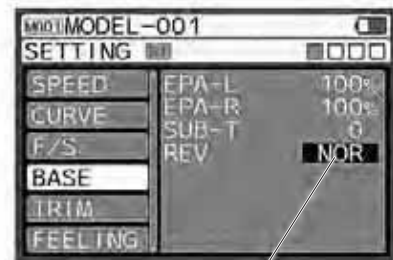 M001 MODEL-001
SETTING
SPEED
CURVE
F/S
BASE
TRIM
FEELING
EPA-L 100%
EPA-R 100%
SUB-T 0
REV NOR